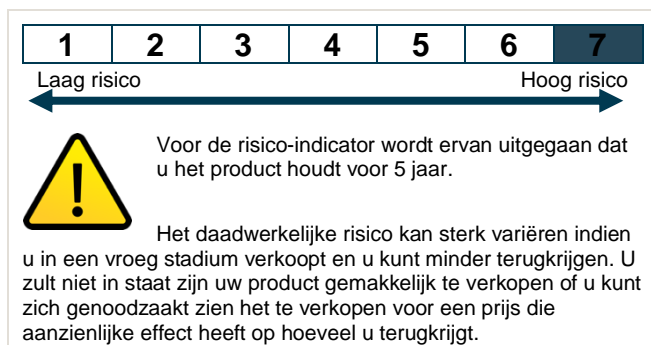 1 2 3 4 5 6 7
Laag risico Hoog risico
Voor de risico-indicator wordt ervan uitgegaan dat
u het product houdt voor 5 jaar.
Het daadwerkelijke risico kan sterk variëren indien
u in een vroeg stadium verkoopt en u kunt minder terugkrijgen. U
zult niet in staat zijn uw product gemakkelijk te verkopen of u kunt
zich genoodzaakt zien het te verkopen voor een prijs die
aanzienlijke effect heeft op hoeveel u terugkrijgt.